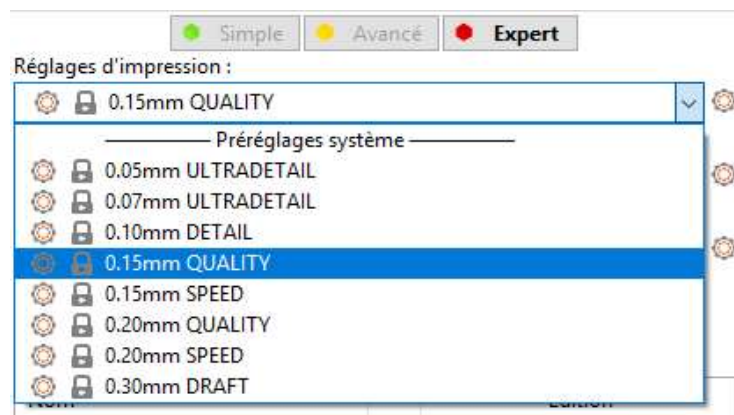 Simple Avancé Expert
Réglages d'impression :
0.15mm QUALITY
Préréglages système
0.05mm ULTRADETAIL
0.07mm ULTRADETAIL
0.10mm DETAIL
0.15mm QUALITY
0.15mm SPEED
0.20mm QUALITY
0.20mm SPEED
0.30mm DRAFT